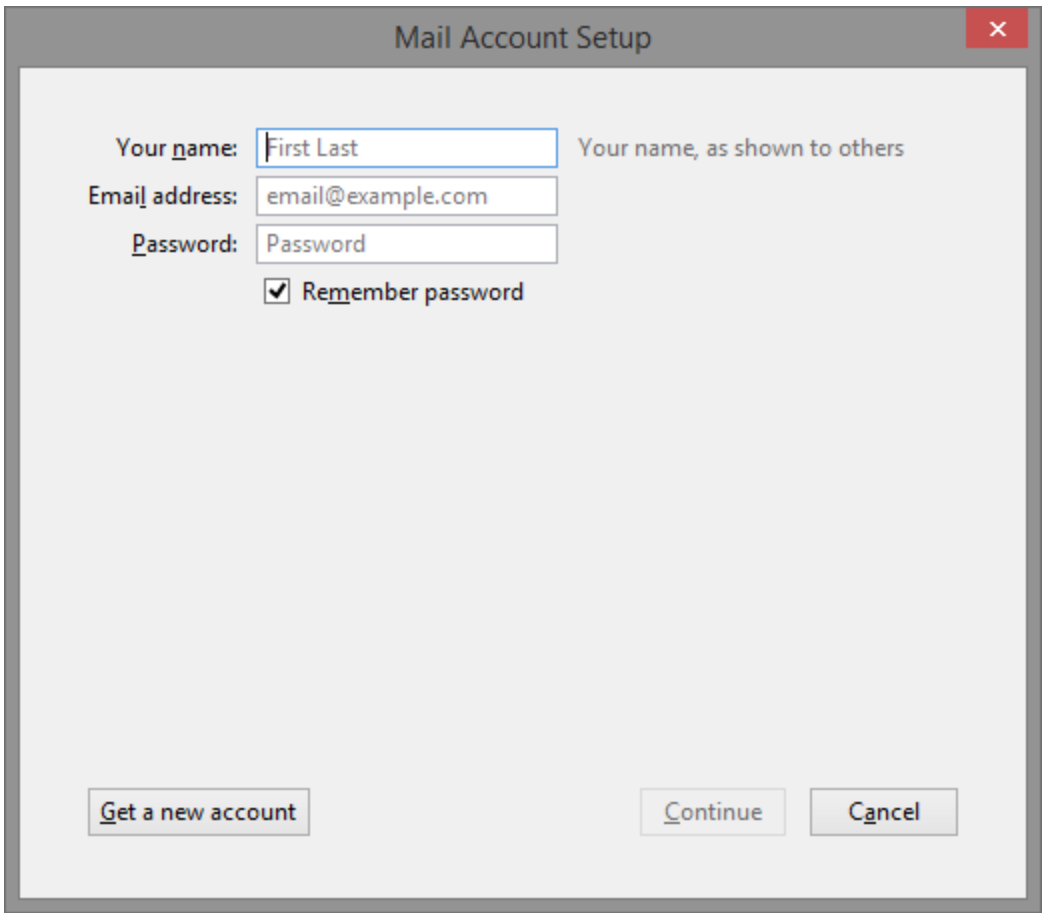 Mail Account Setup
Your name: First Last Your name, as shown to others
Email address: email@example.com
Password: Password
Remember password
Get a new account Continue Cancel